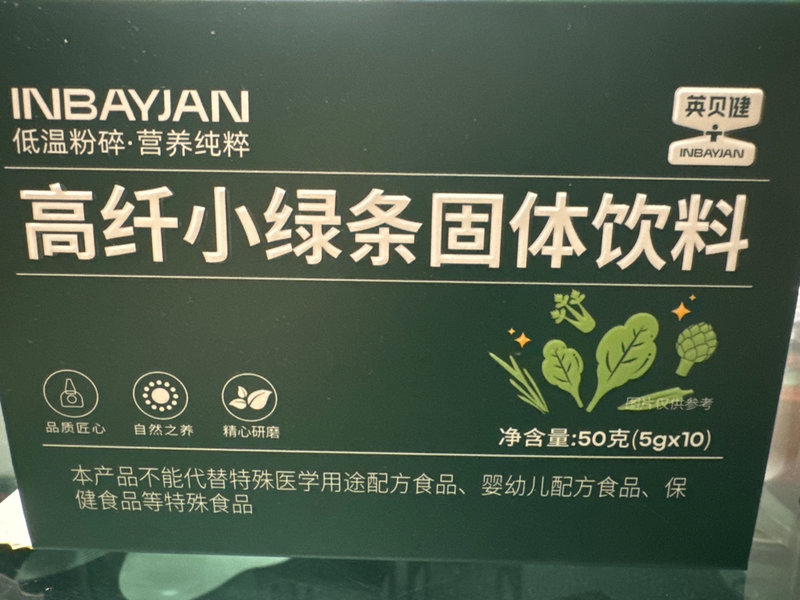 INBAYJAN
低温粉碎·营养纯粹
英贝健
INBAYJAN
高纤小绿条固体饮料
图片仅供参考
品质匠心
自然之养
精心研磨
净含量:50克(5gx10)
本产品不能代替特殊医学用途配方食品、婴幼儿配方食品、保
健食品等特殊食品